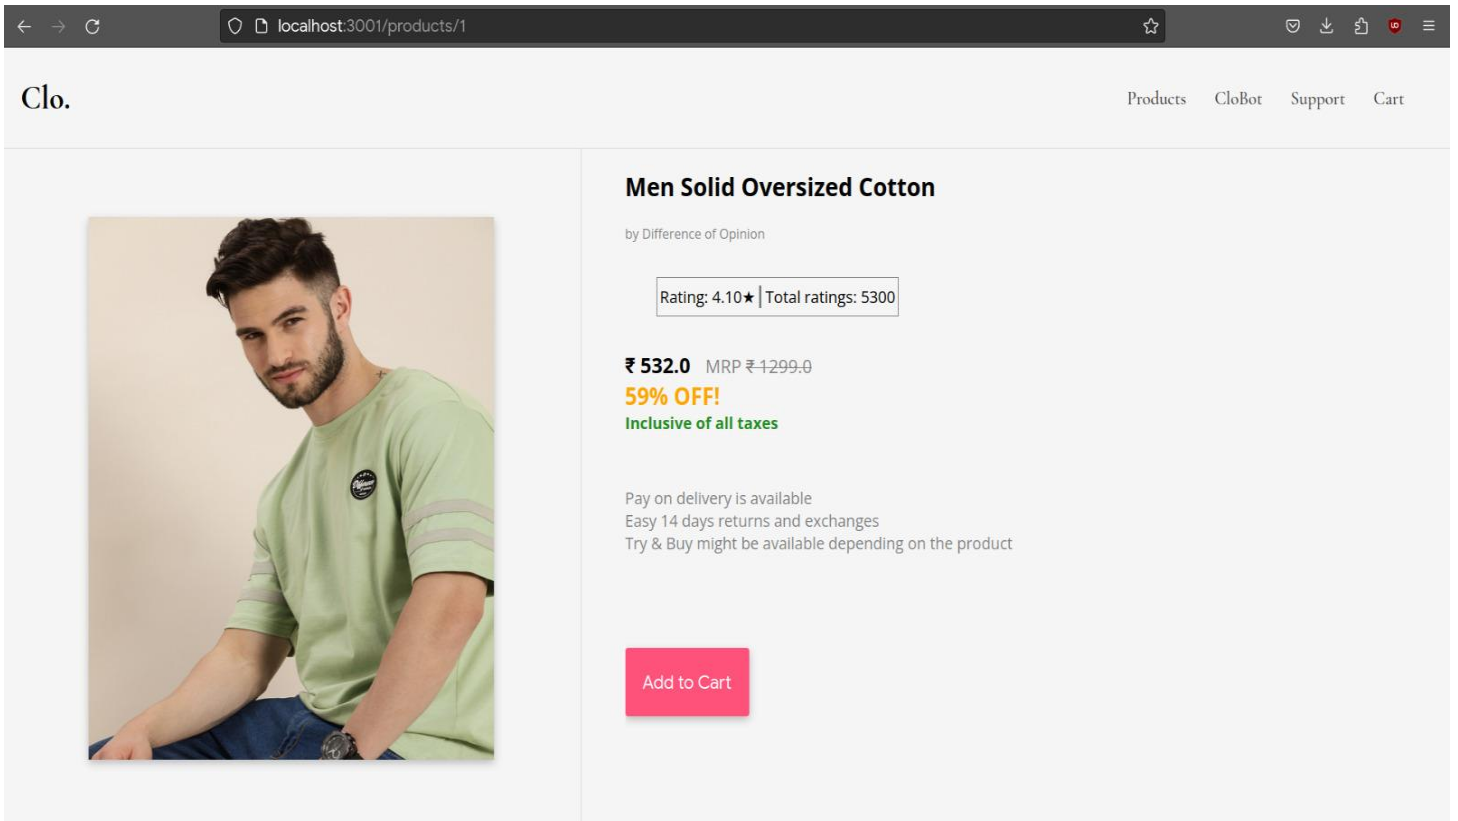 localhost:3001/products/1
Clo.
Products CloBot Support Cart
Men Solid Oversized Cotton
by Difference of Opinion
Rating: 4.10★ | Total ratings: 5300
₹ 532.0 MRP ₹ 1299.0
59% OFF!
Inclusive of all taxes
Pay on delivery is available
Easy 14 days returns and exchanges
Try & Buy might be available depending on the product
Add to Cart